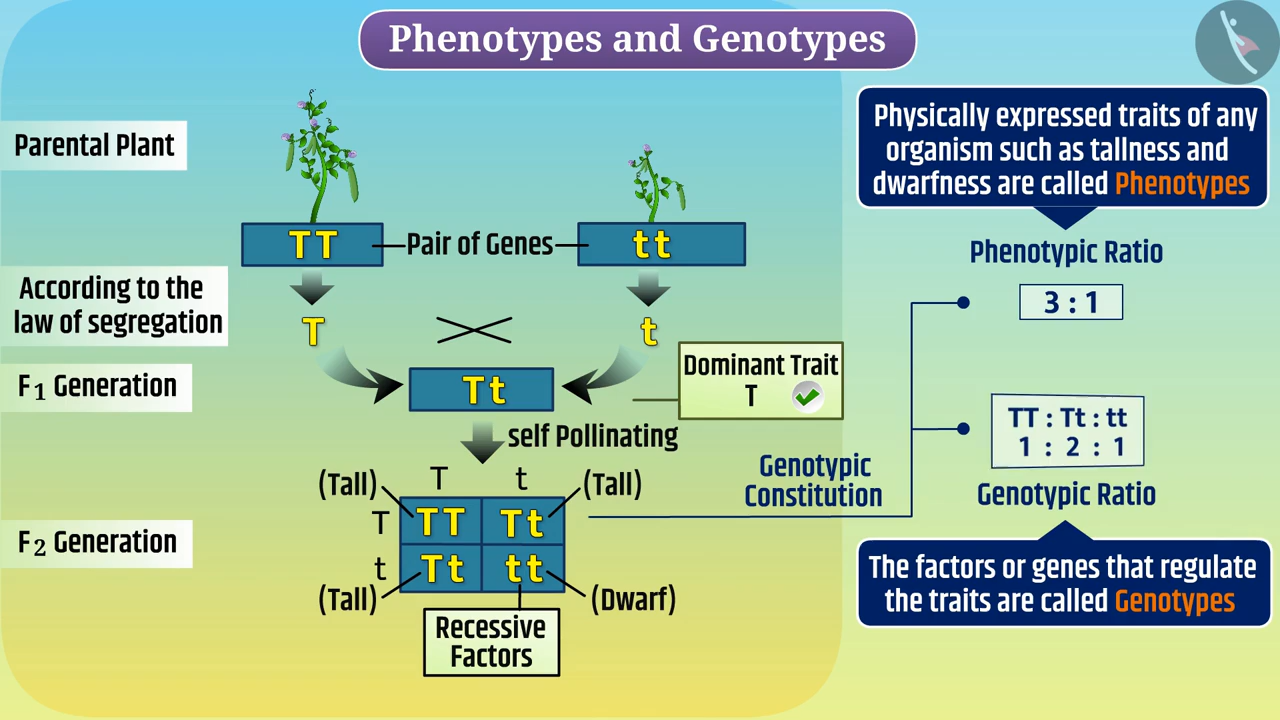 Phenotypes and Genotypes
Parental Plant
TT
Pair of Genes
tt
According to the
law of segregation
T
t
F1 Generation
Tt
Dominant Trait
T
self Pollinating
F2 Generation
T
t
(Tall)
(Tall)
T
TT
Tt
t
Tt
tt
(Tall)
(Dwarf)
Recessive
Factors
Genotypic
Constitution
Physically expressed traits of any
organism such as tallness and
dwarfness are called Phenotypes
Phenotypic Ratio
3 : 1
TT : Tt : tt
1 : 2 : 1
Genotypic Ratio
The factors or genes that regulate
the traits are called Genotypes